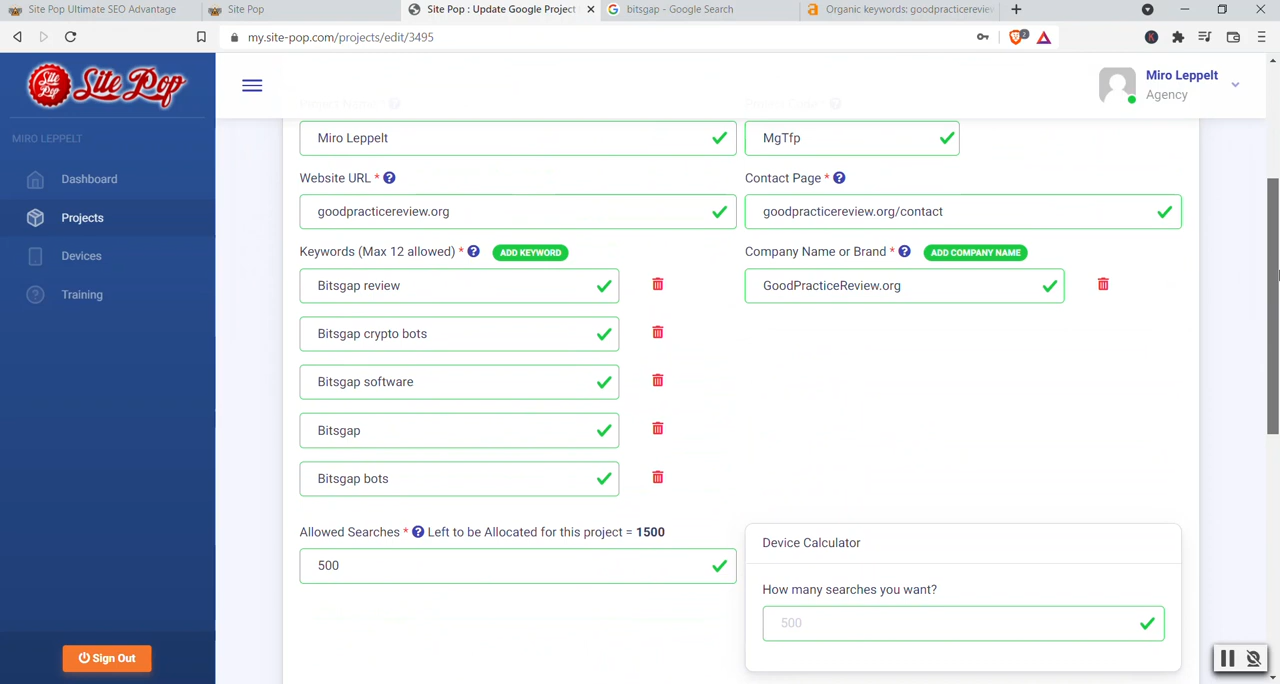 Site Pop Ultimate SEO Advantage
Site Pop
Site Pop : Update Google Project
bitsgap - Google Search
Organic keywords: goodpracticerevie
my.site-pop.com/projects/edit/3495
2
K
Site Pop
Site Pop
Miro Leppelt
Agency
MIRO LEPPELT
Dashboard
Projects
Devices
Training
Sign Out
Miro Leppelt
MgTfp
Website URL * ?
Contact Page * ?
goodpracticereview.org
goodpracticereview.org/contact
Keywords (Max 12 allowed) * ? ADD KEYWORD
Company Name or Brand * ? ADD COMPANY NAME
Bitsgap review
GoodPracticeReview.org
Bitsgap crypto bots
Bitsgap software
Bitsgap
Bitsgap bots
Allowed Searches * ? Left to be Allocated for this project = 1500
500
Device Calculator
How many searches you want?
500